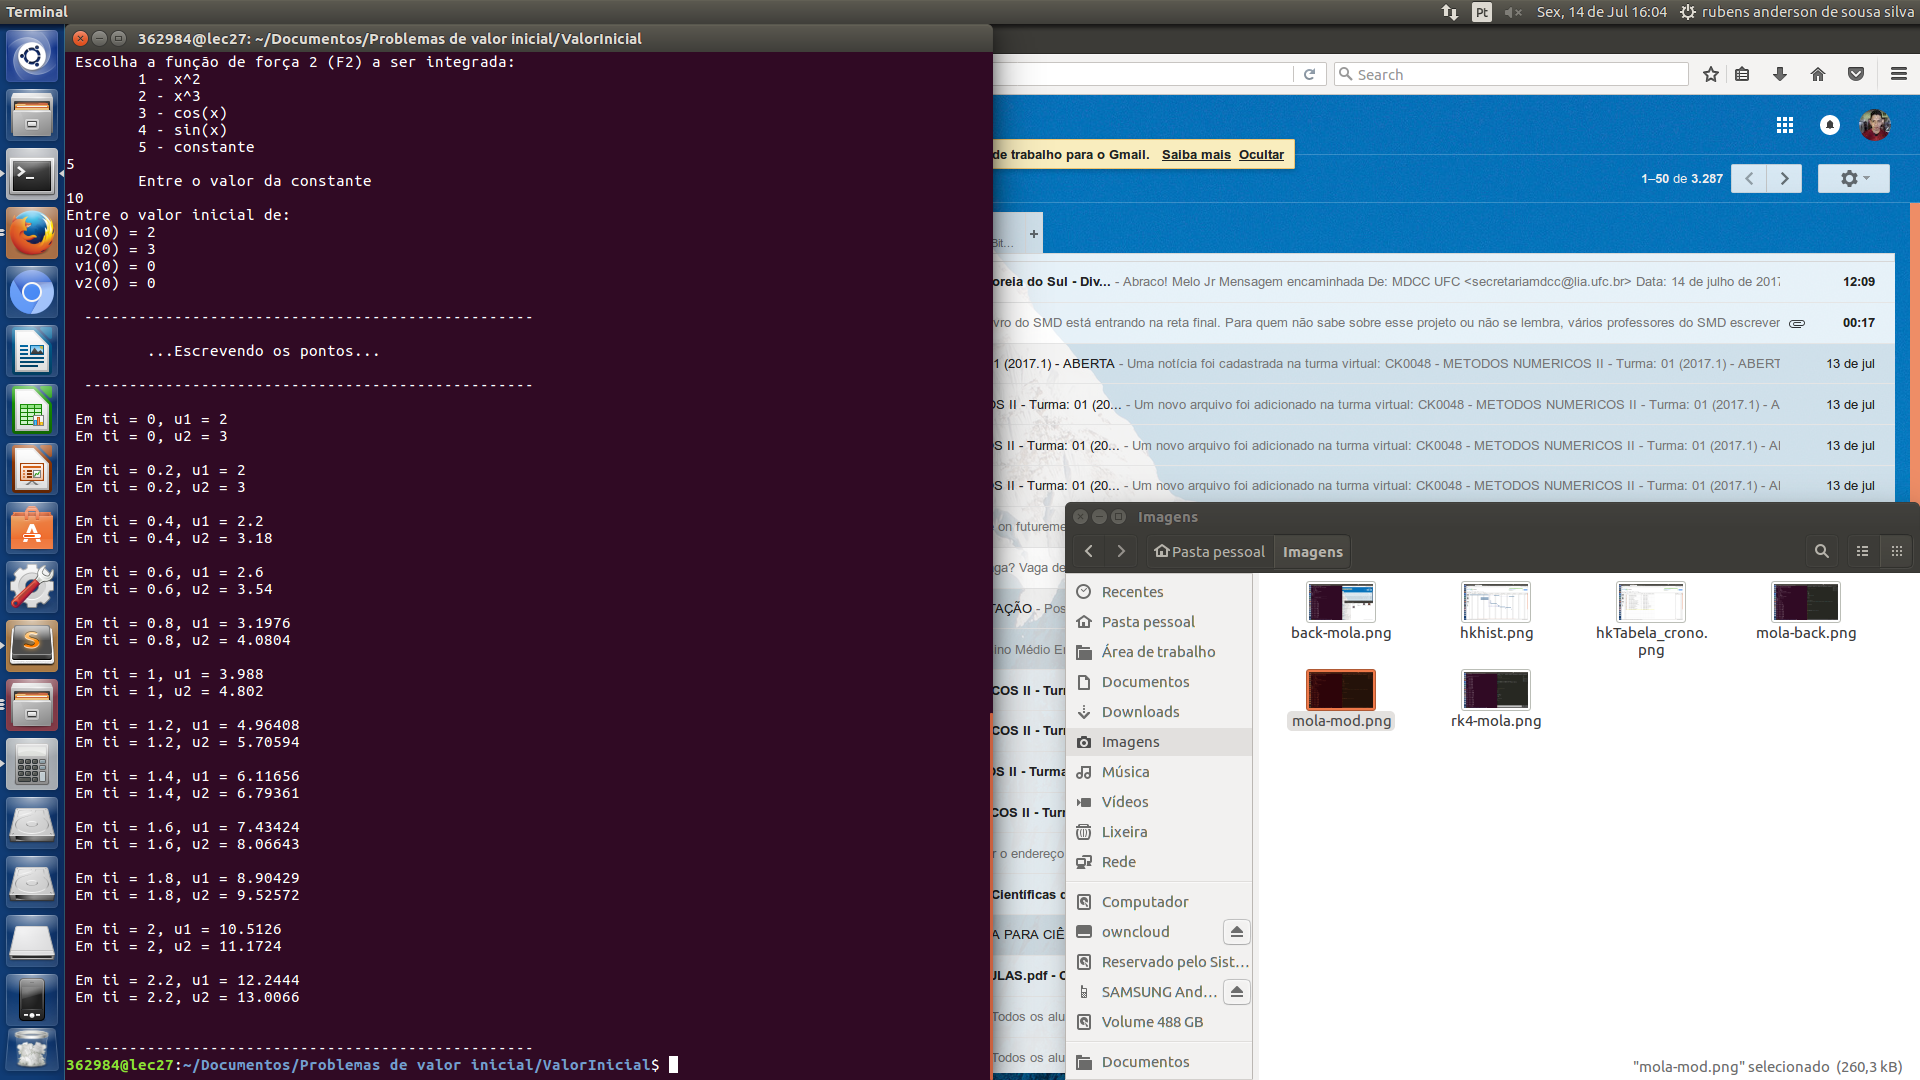 Terminal
Pt
Sex, 14 de Jul 16:04
rubens anderson de sousa silva
362984@lec27: ~/Documentos/Problemas de valor inicial/ValorInicial
Escolha a função de força 2 (F2) a ser integrada:
1 - x^2
2 - x^3
3 - cos(x)
4 - sin(x)
5 - constante
5
Entre o valor da constante
10
Entre o valor inicial de:
u1(0) = 2
u2(0) = 3
v1(0) = 0
v2(0) = 0
--------------------------------------------------
...Escrevendo os pontos...
--------------------------------------------------
Em ti = 0, u1 = 2
Em ti = 0, u2 = 3
Em ti = 0.2, u1 = 2
Em ti = 0.2, u2 = 3
Em ti = 0.4, u1 = 2.2
Em ti = 0.4, u2 = 3.18
Em ti = 0.6, u1 = 2.6
Em ti = 0.6, u2 = 3.54
Em ti = 0.8, u1 = 3.1976
Em ti = 0.8, u2 = 4.0804
Em ti = 1, u1 = 3.988
Em ti = 1, u2 = 4.802
Em ti = 1.2, u1 = 4.96408
Em ti = 1.2, u2 = 5.70594
Em ti = 1.4, u1 = 6.11656
Em ti = 1.4, u2 = 6.79361
Em ti = 1.6, u1 = 7.43424
Em ti = 1.6, u2 = 8.06643
Em ti = 1.8, u1 = 8.90429
Em ti = 1.8, u2 = 9.52572
Em ti = 2, u1 = 10.5126
Em ti = 2, u2 = 11.1724
Em ti = 2.2, u1 = 12.2444
Em ti = 2.2, u2 = 13.0066
--------------------------------------------------
362984@lec27:~/Documentos/Problemas de valor inicial/ValorInicial$
Search
de trabalho para o Gmail. Saiba mais Ocultar
1–50 de 3.287
Bit...
oreia do Sul - Div... - Abraco! Melo Jr Mensagem encaminhada De: MDCC UFC <secretariamdcc@lia.ufc.br> Data: 14 de julho de 2017 12:09
vro do SMD está entrando na reta final. Para quem não sabe sobre esse projeto ou não se lembra, vários professores do SMD escrever 00:17
1 (2017.1) - ABERTA - Uma notícia foi cadastrada na turma virtual: CK0048 - METODOS NUMERICOS II - Turma: 01 (2017.1) - ABERT 13 de jul
OS II - Turma: 01 (20... - Um novo arquivo foi adicionado na turma virtual: CK0048 - METODOS NUMERICOS II - Turma: 01 (2017.1) - A 13 de jul
S II - Turma: 01 (20... - Um novo arquivo foi adicionado na turma virtual: CK0048 - METODOS NUMERICOS II - Turma: 01 (2017.1) - AB 13 de jul
S II - Turma: 01 (20... - Um novo arquivo foi adicionado na turma virtual: CK0048 - METODOS NUMERICOS II - Turma: 01 (2017.1) - AI 13 de jul
on futureme
ga? Vaga de
TAÇÃO - Pos
ino Médio E
COS II - Tur
COS II - Tur
OS II - Turma
COS II - Tur
r o endereço
Científicas d
A PARA CIÊ
ULAS.pdf - C
Todos os alu
Todos os alu
Imagens
Pasta pessoal
Imagens
Recentes
Pasta pessoal
Área de trabalho
Documentos
Downloads
Imagens
Música
Vídeos
Lixeira
Rede
Computador
owncloud
Reservado pelo Sist...
SAMSUNG And...
Volume 488 GB
Documentos
back-mola.png
hkhist.png
hkTabela_crono.
png
mola-back.png
mola-mod.png
rk4-mola.png
"mola-mod.png" selecionado (260,3 kB)